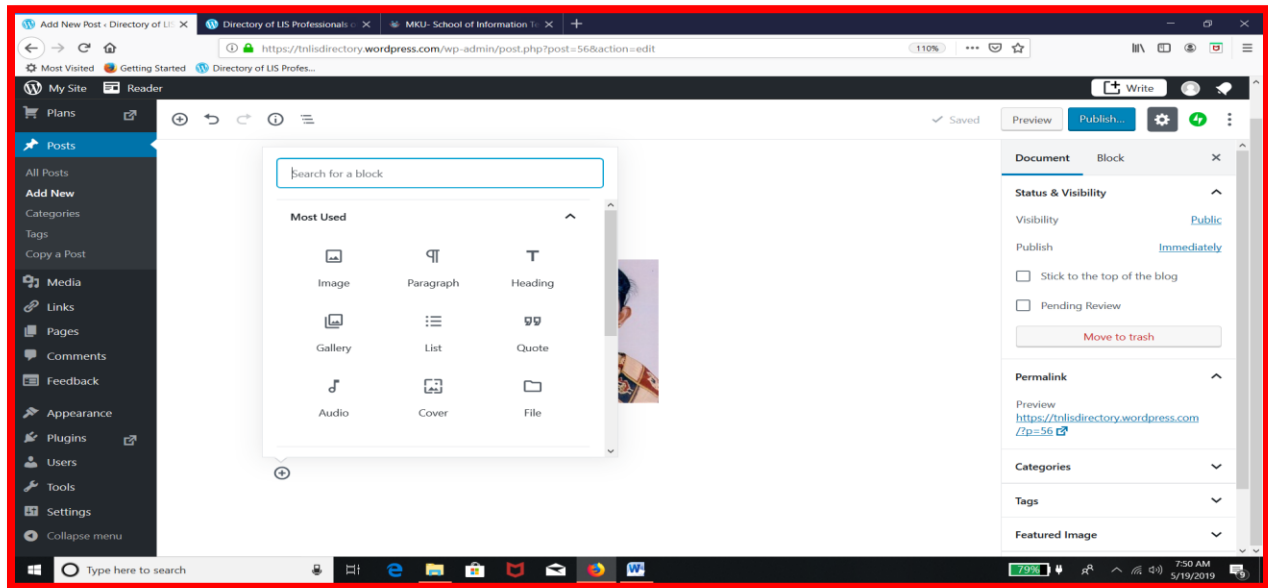 Add New Post ‹ Directory of LIS
Directory of LIS Professionals o
MKU- School of Information Te
https://tnlisdirectory.wordpress.com/wp-admin/post.php?post=56&action=edit
110%
Most Visited
Getting Started
Directory of LIS Profes...
My Site
Reader
Write
Plans
Saved
Preview
Publish...
Posts
All Posts
Add New
Categories
Tags
Copy a Post
Media
Links
Pages
Comments
Feedback
Appearance
Plugins
Users
Tools
Settings
Collapse menu
Search for a block
Most Used
Image
Paragraph
Heading
Gallery
List
Quote
Audio
Cover
File
Document
Block
Status & Visibility
Visibility
Public
Publish
Immediately
Stick to the top of the blog
Pending Review
Move to trash
Permalink
Preview
https://tnlisdirectory.wordpress.com
/?p=56
Categories
Tags
Featured Image
Type here to search
79%
7:50 AM
5/19/2019
9